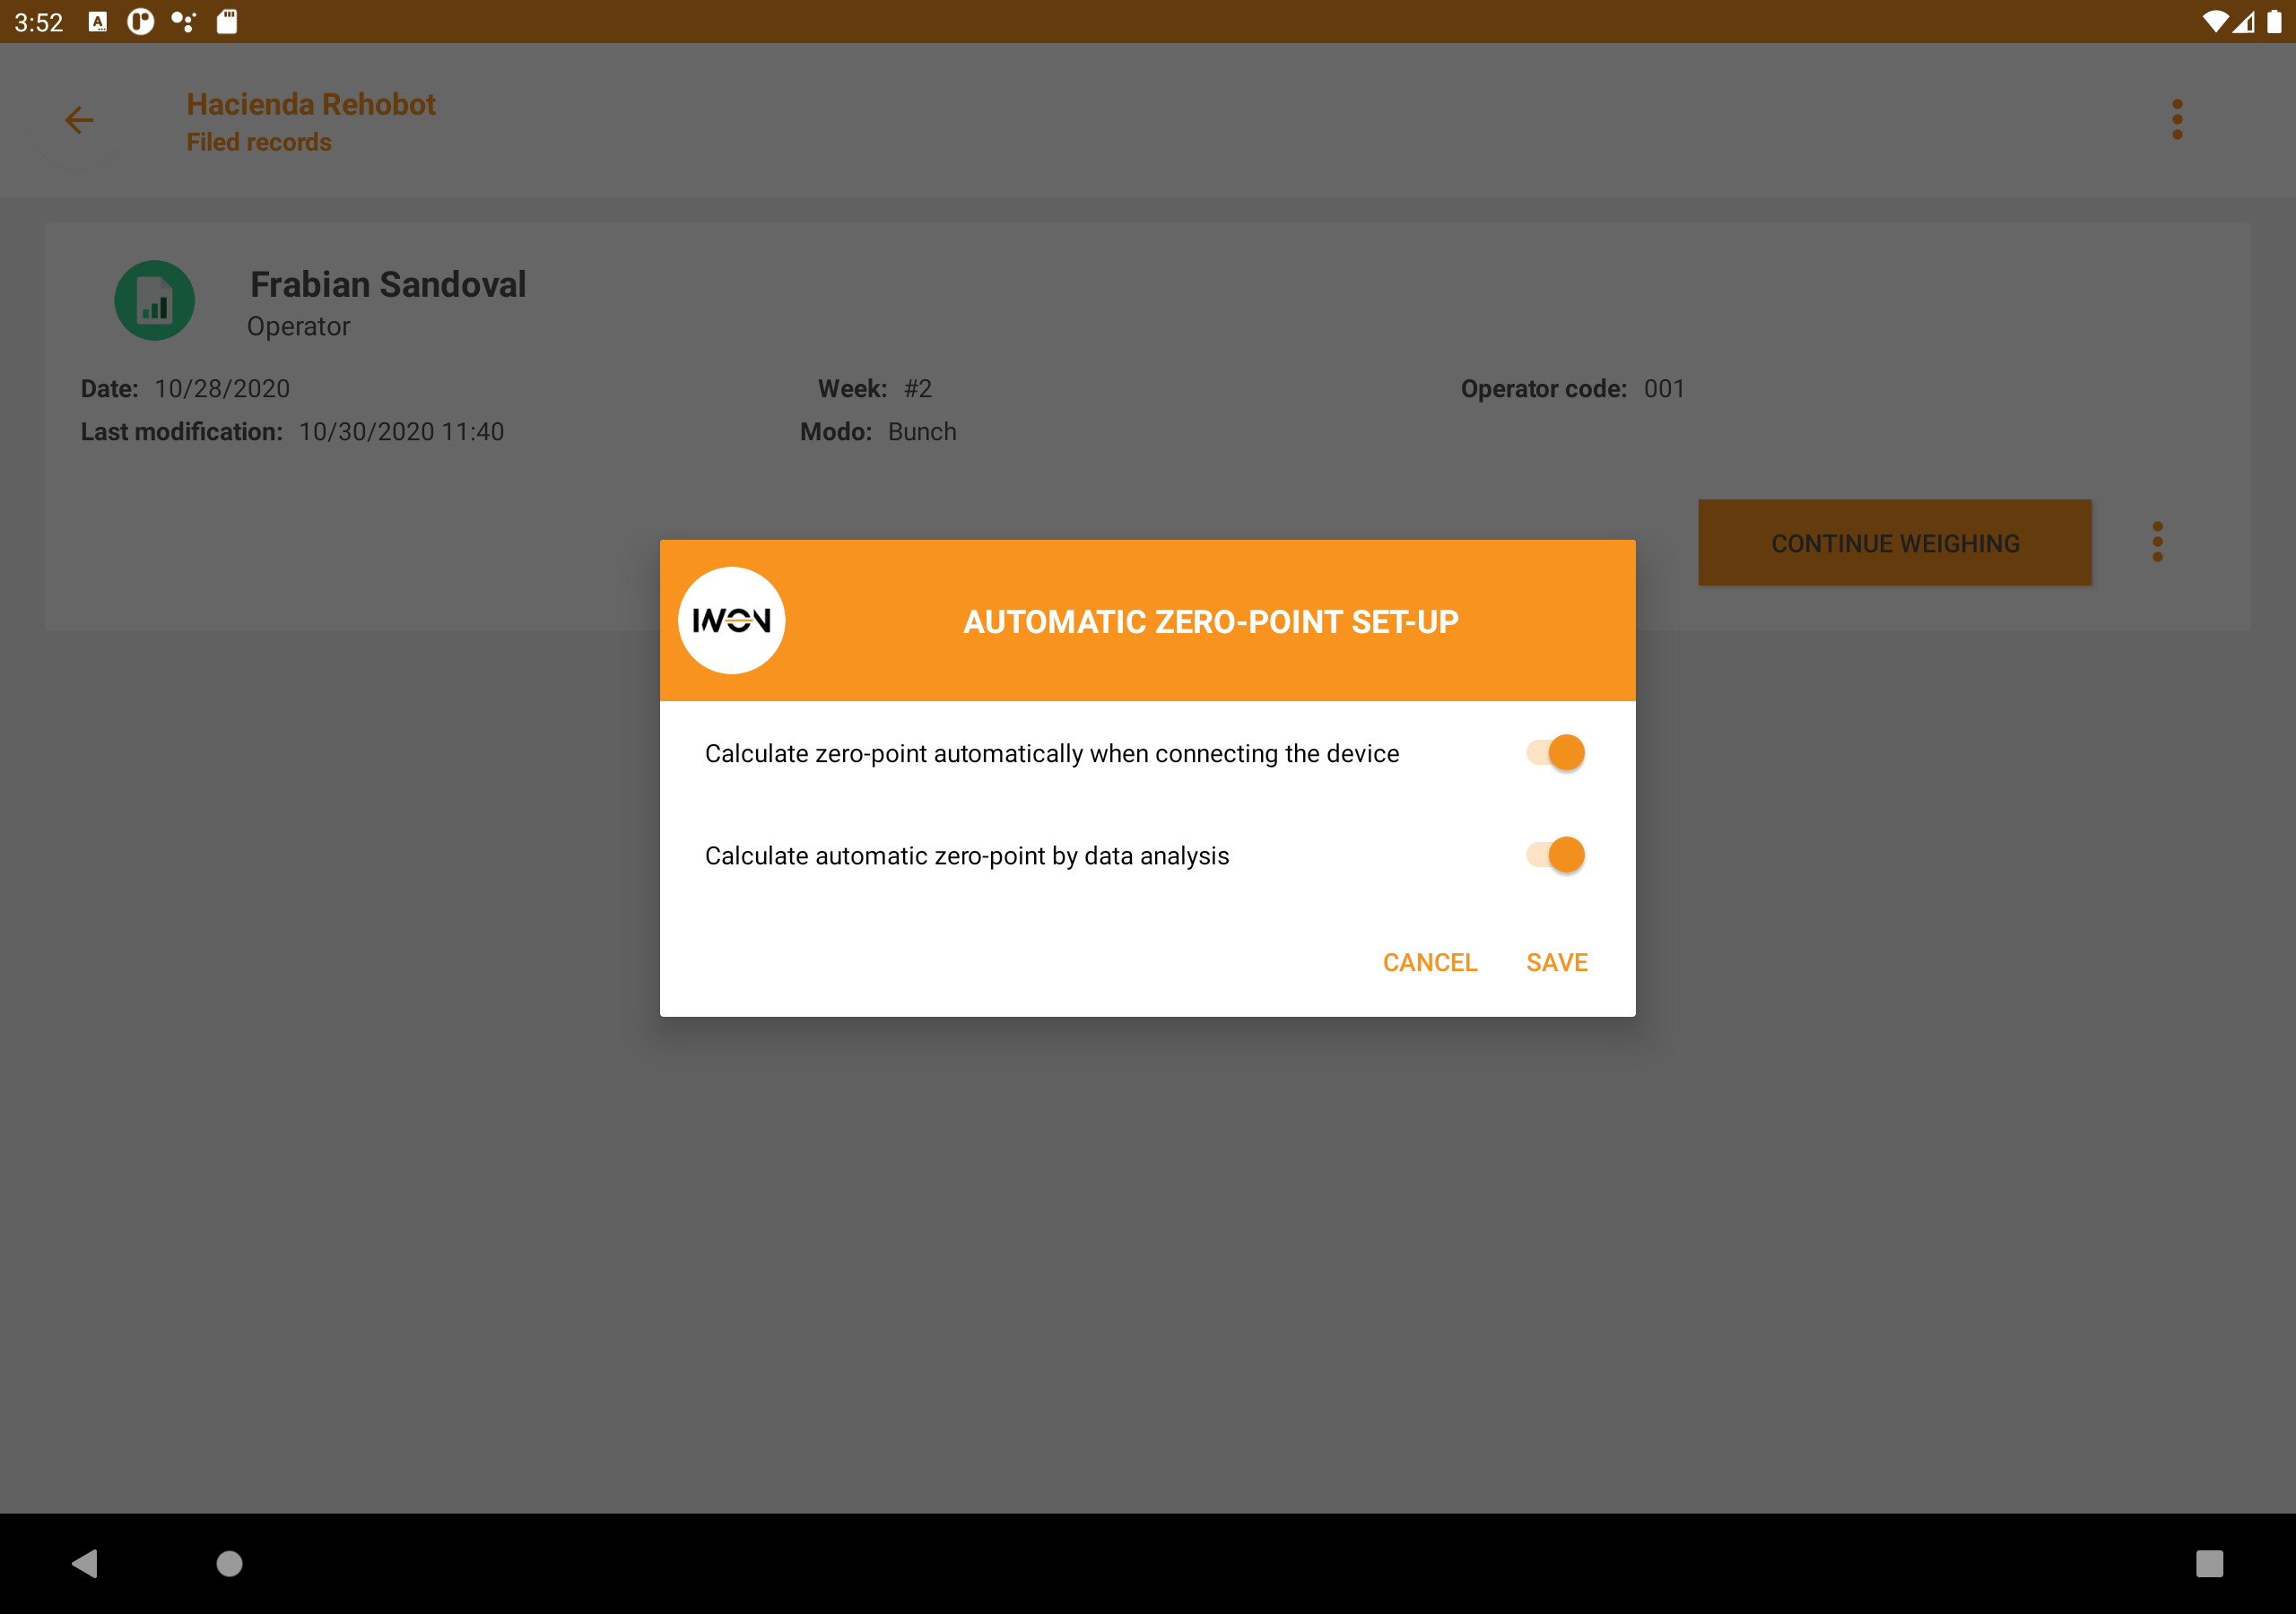 3:52
Hacienda Rehobot
Filed records
Frabian Sandoval
Operator
Date: 10/28/2020 Week: #2 Operator code: 001
Last modification: 10/30/2020 11:40 Modo: Bunch
CONTINUE WEIGHING
IWON
AUTOMATIC ZERO-POINT SET-UP
Calculate zero-point automatically when connecting the device
Calculate automatic zero-point by data analysis
CANCEL SAVE